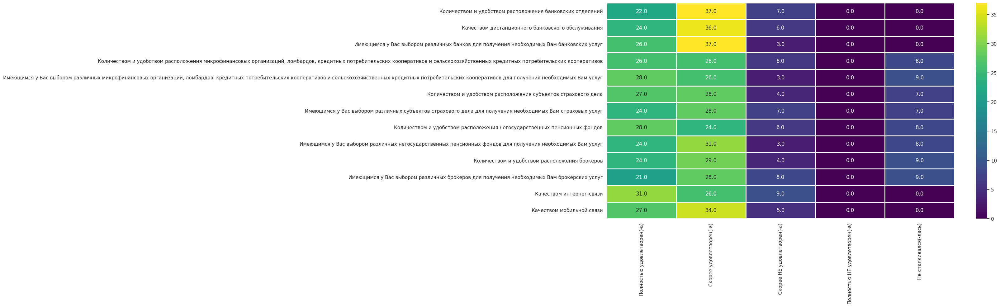 Количеством и удобством расположения банковских отделений 22.0 37.0 7.0 0.0 0.0
Качеством дистанционного банковского обслуживания 24.0 36.0 6.0 0.0 0.0
Имеющимся у Вас выбором различных банков для получения необходимых Вам банковских услуг 26.0 37.0 3.0 0.0 0.0
Количеством и удобством расположения микрофинансовых организаций, ломбардов, кредитных потребительских кооперативов и сельскохозяйственных кредитных потребительских кооперативов 26.0 26.0 6.0 0.0 8.0
Имеющимся у Вас выбором различных микрофинансовых организаций, ломбардов, кредитных потребительских кооперативов и сельскохозяйственных кредитных потребительских кооперативов для получения необходимых Вам услуг 28.0 26.0 3.0 0.0 9.0
Количеством и удобством расположения субъектов страхового дела 27.0 28.0 4.0 0.0 7.0
Имеющимся у Вас выбором различных субъектов страхового дела для получения необходимых Вам страховых услуг 24.0 28.0 7.0 0.0 7.0
Количеством и удобством расположения негосударственных пенсионных фондов 28.0 24.0 6.0 0.0 8.0
Имеющимся у Вас выбором различных негосударственных пенсионных фондов для получения необходимых Вам услуг 24.0 31.0 3.0 0.0 8.0
Количеством и удобством расположения брокеров 24.0 29.0 4.0 0.0 9.0
Имеющимся у Вас выбором различных брокеров для получения необходимых Вам брокерских услуг 21.0 28.0 8.0 0.0 9.0
Качеством интернет-связи 31.0 26.0 9.0 0.0 0.0
Качеством мобильной связи 27.0 34.0 5.0 0.0 0.0
Полностью удовлетворен(-а)
Скорее удовлетворен(-а)
Скорее НЕ удовлетворен(-а)
Полностью НЕ удовлетворен(-а)
Не сталкивался(-лась)
35
30
25
20
15
10
5
0